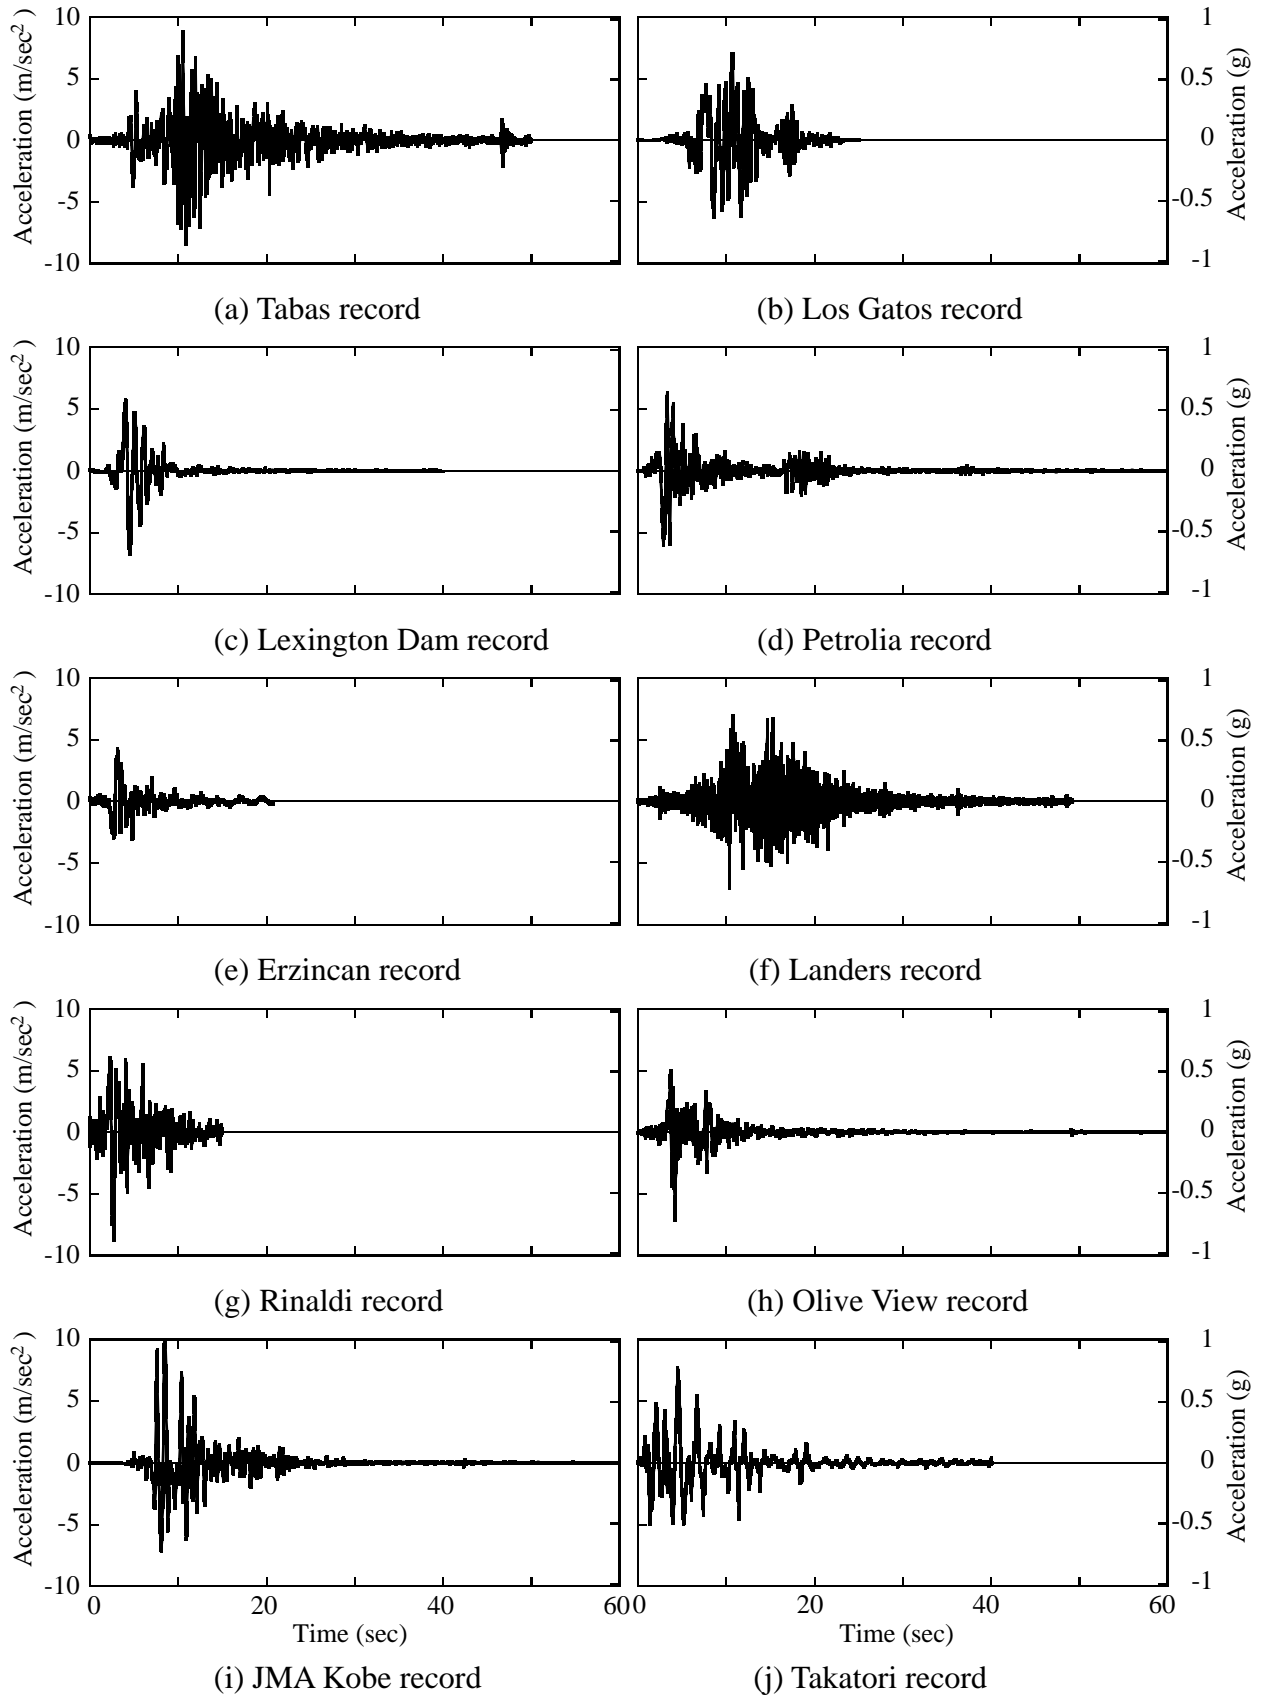 Acceleration (m/sec²)
10
5
0
-5
-10
1
0.5
0
-0.5
-1
Acceleration (g)
(a) Tabas record
(b) Los Gatos record
Acceleration (m/sec²)
10
5
0
-5
-10
1
0.5
0
-0.5
-1
Acceleration (g)
(c) Lexington Dam record
(d) Petrolia record
Acceleration (m/sec²)
10
5
0
-5
-10
1
0.5
0
-0.5
-1
Acceleration (g)
(e) Erzincan record
(f) Landers record
Acceleration (m/sec²)
10
5
0
-5
-10
1
0.5
0
-0.5
-1
Acceleration (g)
(g) Rinaldi record
(h) Olive View record
Acceleration (m/sec²)
10
5
0
-5
-10
1
0.5
0
-0.5
-1
Acceleration (g)
0 20 40 60
0 20 40 60
Time (sec)
Time (sec)
(i) JMA Kobe record
(j) Takatori record